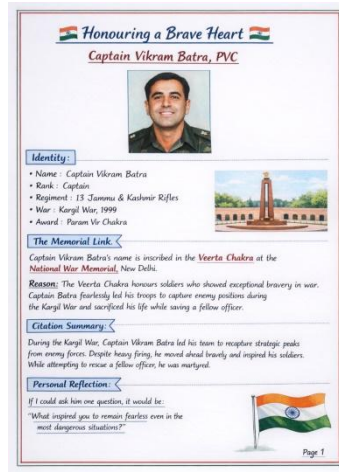 Honouring a Brave Heart
Captain Vikram Batra, PVC
Identity:
• Name : Captain Vikram Batra
• Rank : Captain
• Regiment : 13 Jammu & Kashmir Rifles
• War : Kargil War, 1999
• Award : Param Vir Chakra
The Memorial Link.
Captain Vikram Batra's name is inscribed in the Veerta Chakra at the
National War Memorial, New Delhi.
Reason: The Veerta Chakra honours soldiers who showed exceptional bravery in war.
Captain Batra fearlessly led his troops to capture enemy positions during
the Kargil War and sacrificed his life while saving a fellow officer.
Citation Summary:
During the Kargil War, Captain Vikram Batra led his team to recapture strategic peaks
from enemy forces. Despite heavy firing, he moved ahead bravely and inspired his soldiers.
While attempting to rescue a fellow officer, he was martyred.
Personal Reflection:
If I could ask him one question, it would be:
"What inspired you to remain fearless even in the
most dangerous situations?"
Page 1